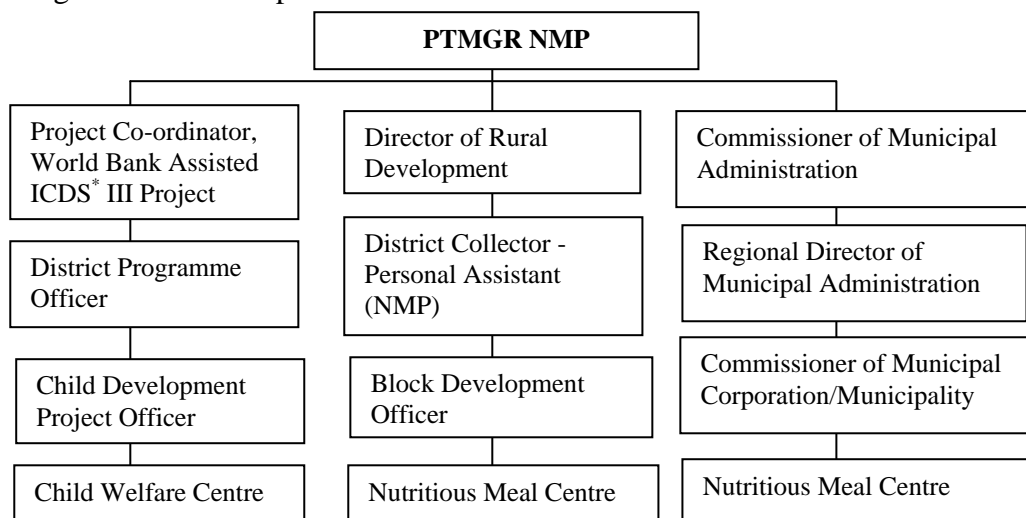 PTMGR NMP
Project Co-ordinator,
World Bank Assisted
ICDS* III Project
Director of Rural
Development
Commissioner of Municipal
Administration
District Programme
Officer
District Collector -
Personal Assistant
(NMP)
Regional Director of
Municipal Administration
Child Development
Project Officer
Block Development
Officer
Commissioner of Municipal
Corporation/Municipality
Child Welfare Centre
Nutritious Meal Centre
Nutritious Meal Centre